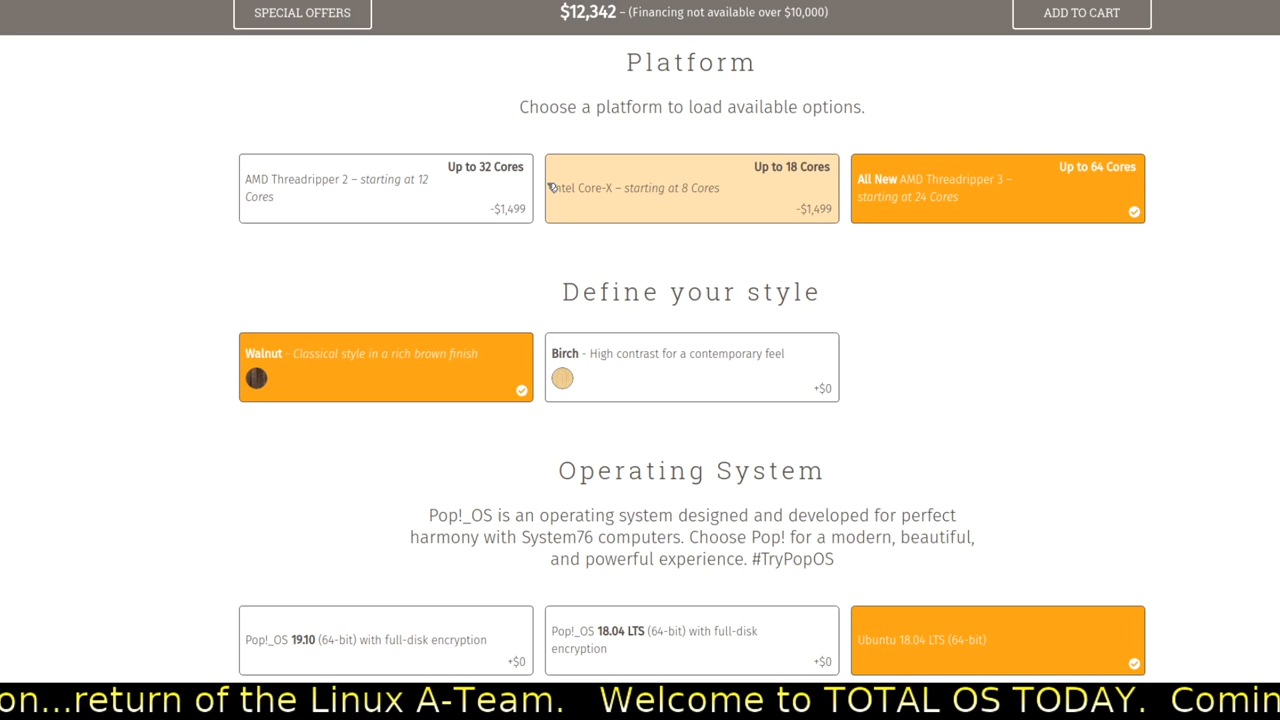 SPECIAL OFFERS
$12,342 – (Financing not available over $10,000)
ADD TO CART
Platform
Choose a platform to load available options.
Up to 32 Cores
AMD Threadripper 2 – starting at 12
Cores
-$1,499
Up to 18 Cores
Intel Core-X – starting at 8 Cores
-$1,499
Up to 64 Cores
All New AMD Threadripper 3 –
starting at 24 Cores
Define your style
Walnut - Classical style in a rich brown finish
Birch - High contrast for a contemporary feel
+$0
Operating System
Pop!_OS is an operating system designed and developed for perfect
harmony with System76 computers. Choose Pop! for a modern, beautiful,
and powerful experience. #TryPopOS
Pop!_OS 19.10 (64-bit) with full-disk encryption
+$0
Pop!_OS 18.04 LTS (64-bit) with full-disk
encryption
+$0
Ubuntu 18.04 LTS (64-bit)
on...return of the Linux A-Team. Welcome to TOTAL OS TODAY. Comin